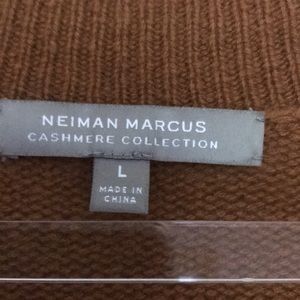 NEIMAN MARCUS
CASHMERE COLLECTION
L
MADE IN
CHINA